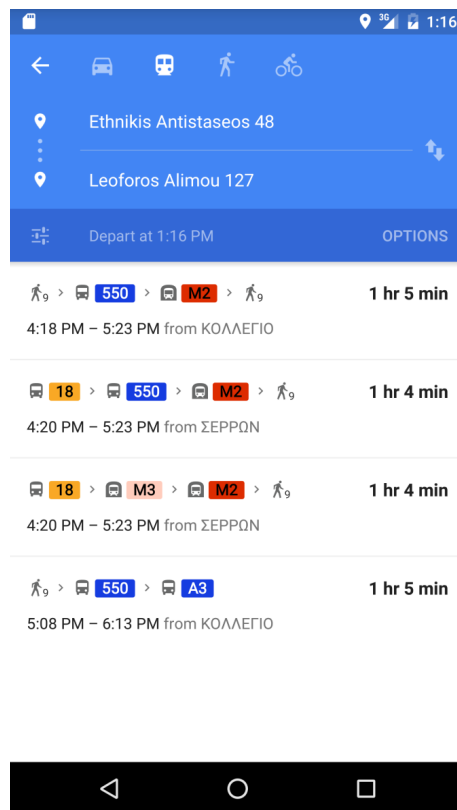 3G 1:16
Ethnikis Antistaseos 48
Leoforos Alimou 127
Depart at 1:16 PM OPTIONS
9 > 550 > M2 > 9 1 hr 5 min
4:18 PM – 5:23 PM from ΚΟΛΛΕΓΙΟ
18 > 550 > M2 > 9 1 hr 4 min
4:20 PM – 5:23 PM from ΣΕΡΡΩΝ
18 > M3 > M2 > 9 1 hr 4 min
4:20 PM – 5:23 PM from ΣΕΡΡΩΝ
9 > 550 > A3 1 hr 5 min
5:08 PM – 6:13 PM from ΚΟΛΛΕΓΙΟ